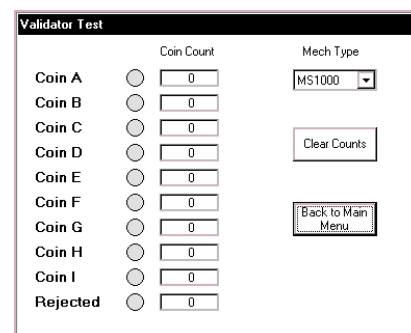 Validator Test
Coin Count Mech Type
Coin A 0 MS1000
Coin B 0
Coin C 0
Coin D 0 Clear Counts
Coin E 0
Coin F 0
Coin G 0 Back to Main
Menu
Coin H 0
Coin I 0
Rejected 0